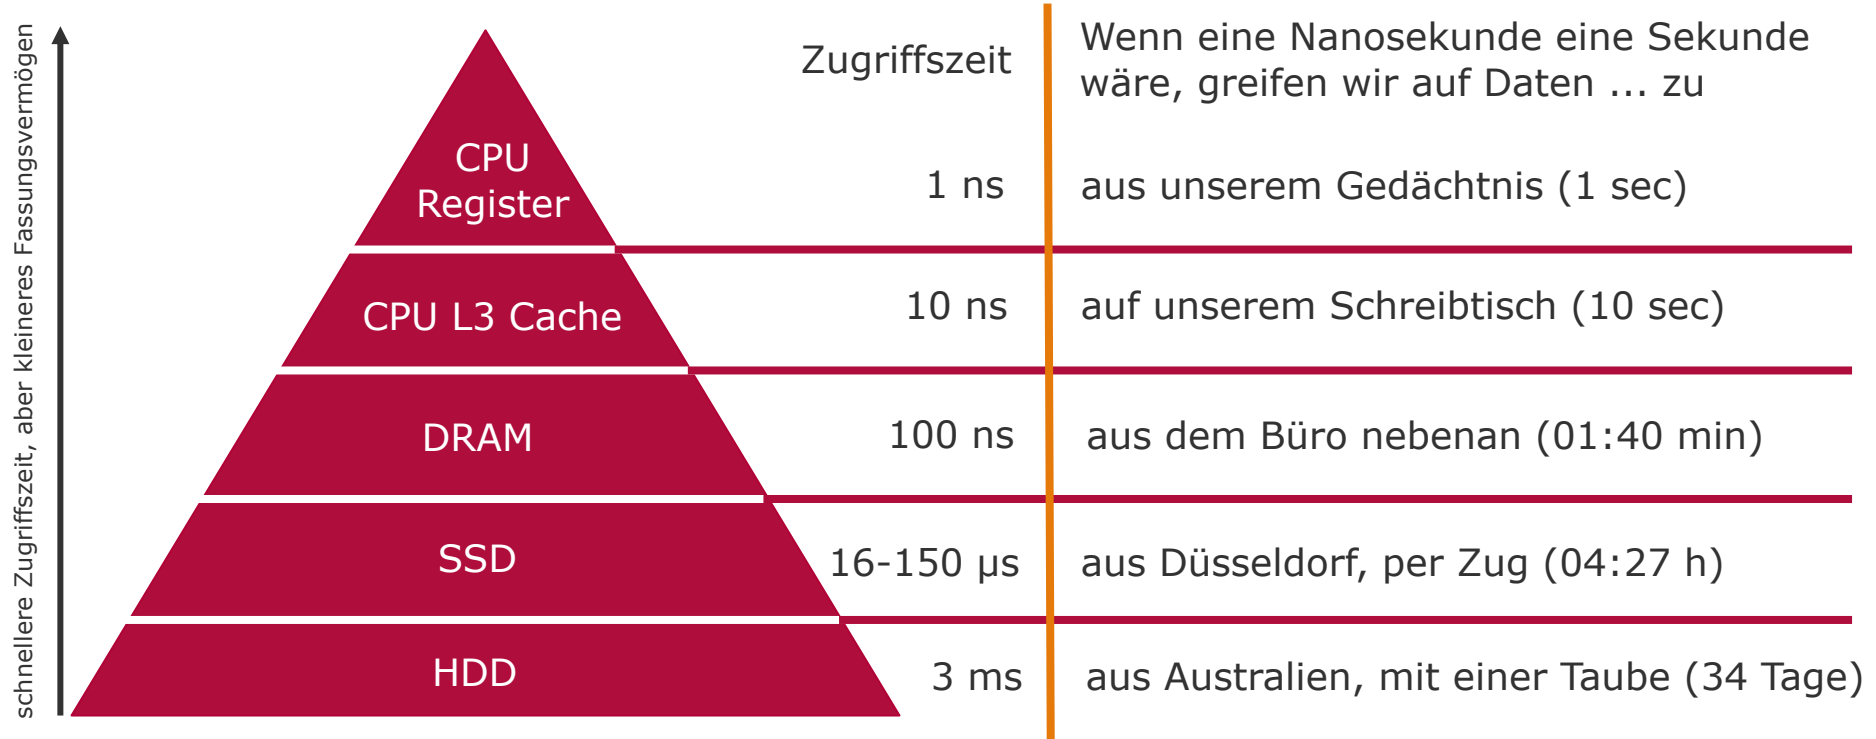 schnellere Zugriffszeit, aber kleineres Fassungsvermögen
Zugriffszeit
Wenn eine Nanosekunde eine Sekunde
wäre, greifen wir auf Daten ... zu
CPU
Register
1 ns
aus unserem Gedächtnis (1 sec)
CPU L3 Cache
10 ns
auf unserem Schreibtisch (10 sec)
DRAM
100 ns
aus dem Büro nebenan (01:40 min)
SSD
16-150 µs
aus Düsseldorf, per Zug (04:27 h)
HDD
3 ms
aus Australien, mit einer Taube (34 Tage)